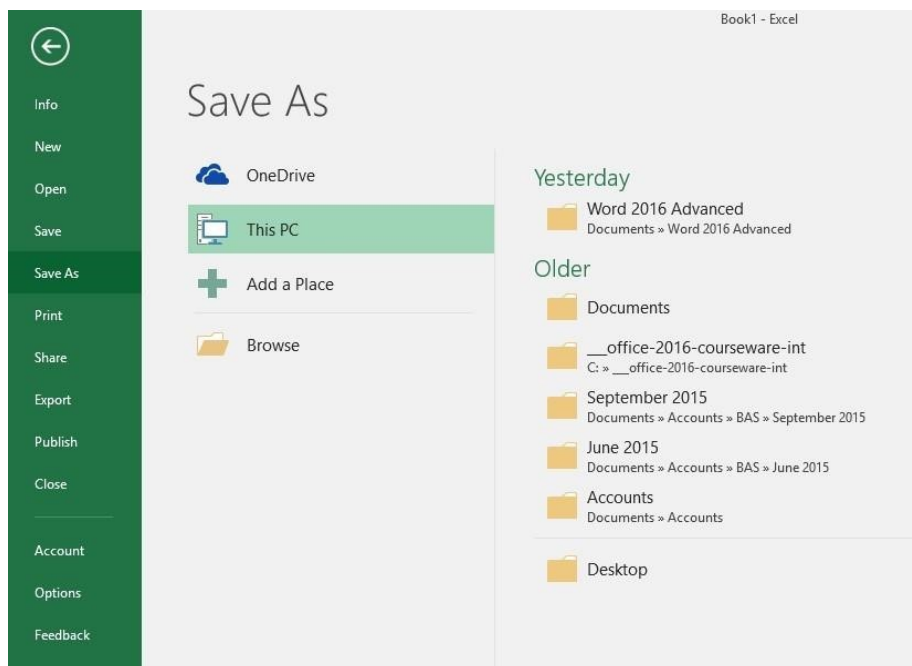 Book1 - Excel
Info
New
Open
Save
Save As
Print
Share
Export
Publish
Close
Account
Options
Feedback
Save As
OneDrive
This PC
Add a Place
Browse
Yesterday
Word 2016 Advanced
Documents » Word 2016 Advanced
Older
Documents
__office-2016-courseware-int
C: » __office-2016-courseware-int
September 2015
Documents » Accounts » BAS » September 2015
June 2015
Documents » Accounts » BAS » June 2015
Accounts
Documents » Accounts
Desktop